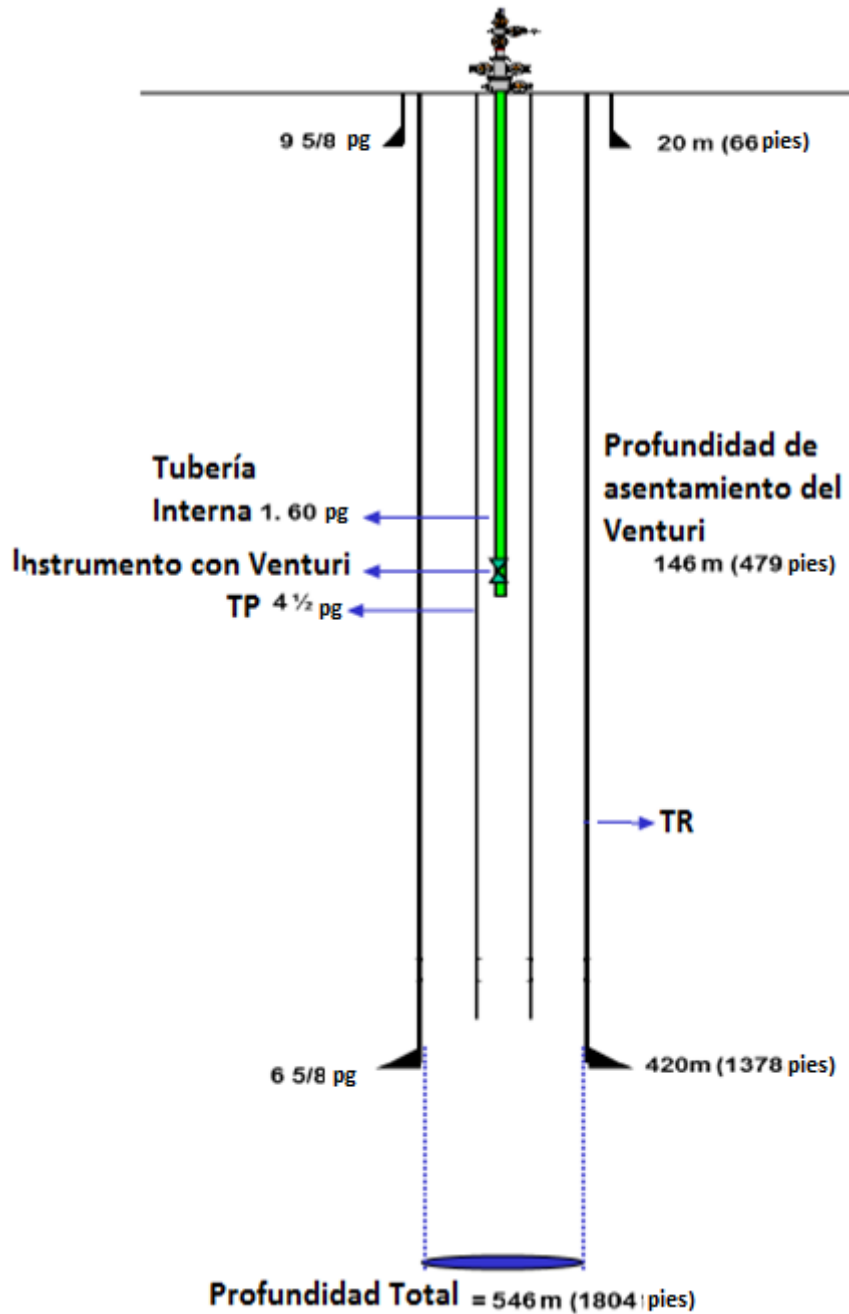 9 5/8 pg
20 m (66 pies)
Profundidad de
asentamiento del
Venturi
146 m (479 pies)
Tubería
Interna 1. 60 pg
Instrumento con Venturi
TP 4 ½ pg
TR
6 5/8 pg
420m (1378 pies)
Profundidad Total = 546 m (1804 pies)